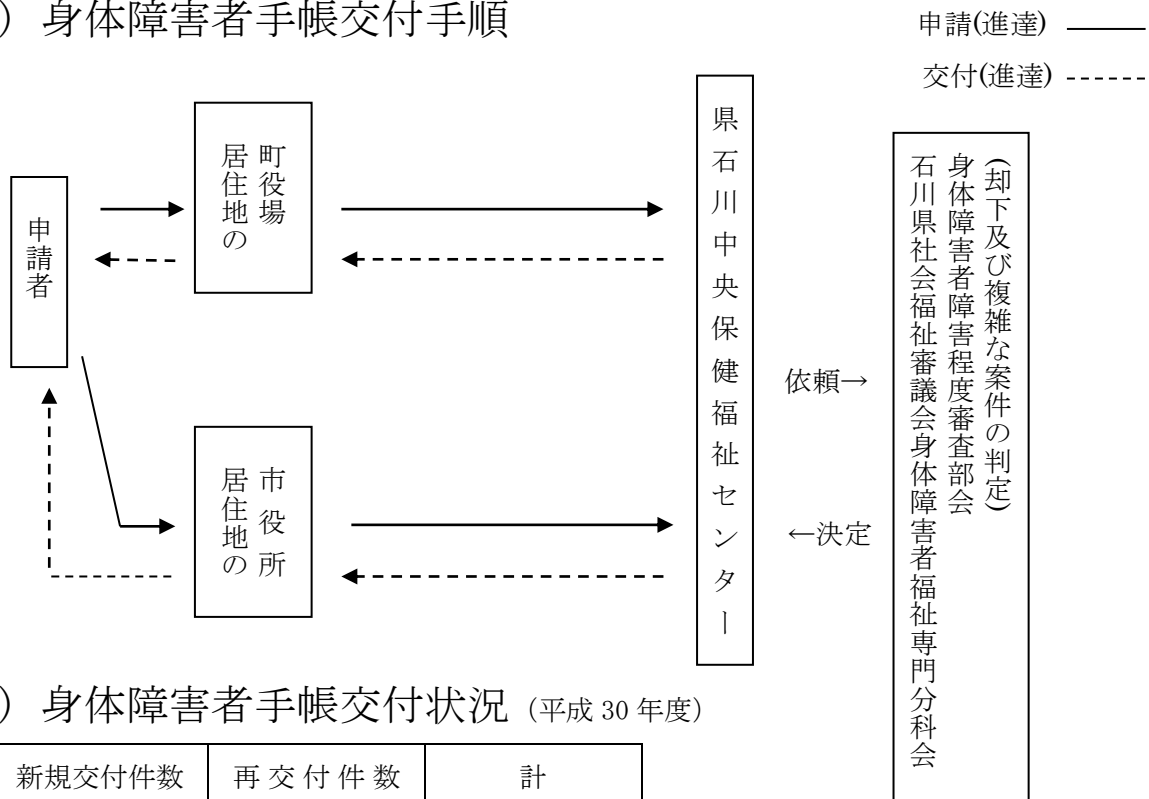 ) 身体障害者手帳交付手順
申請(進達)
交付(進達)
申請者
居住地の
町役場
居住地の
市役所
県石川中央保健福祉センター
依頼→
←決定
石川県社会福祉審議会身体障害者福祉専門分科会
身体障害者障害程度審査部会
(却下及び複雑な案件の判定)
) 身体障害者手帳交付状況 (平成 30 年度)
新規交付件数 再交付件数 計